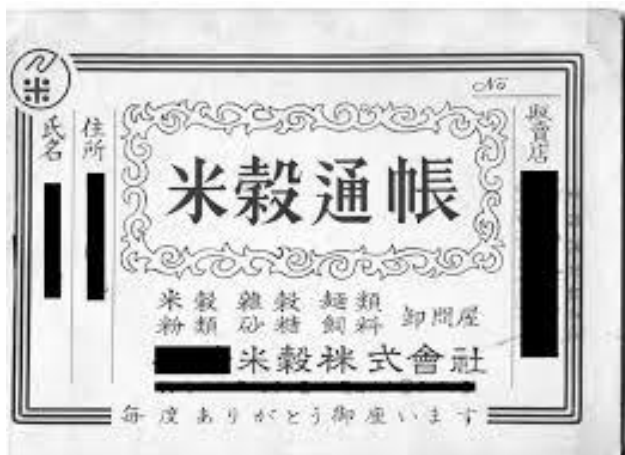 No
販賣店
米穀通帳
住所
氏名
米穀 雑穀 麺類
粉類 砂糖 飼料 卸問屋
米穀株式會社
毎度ありがとう御座います
米